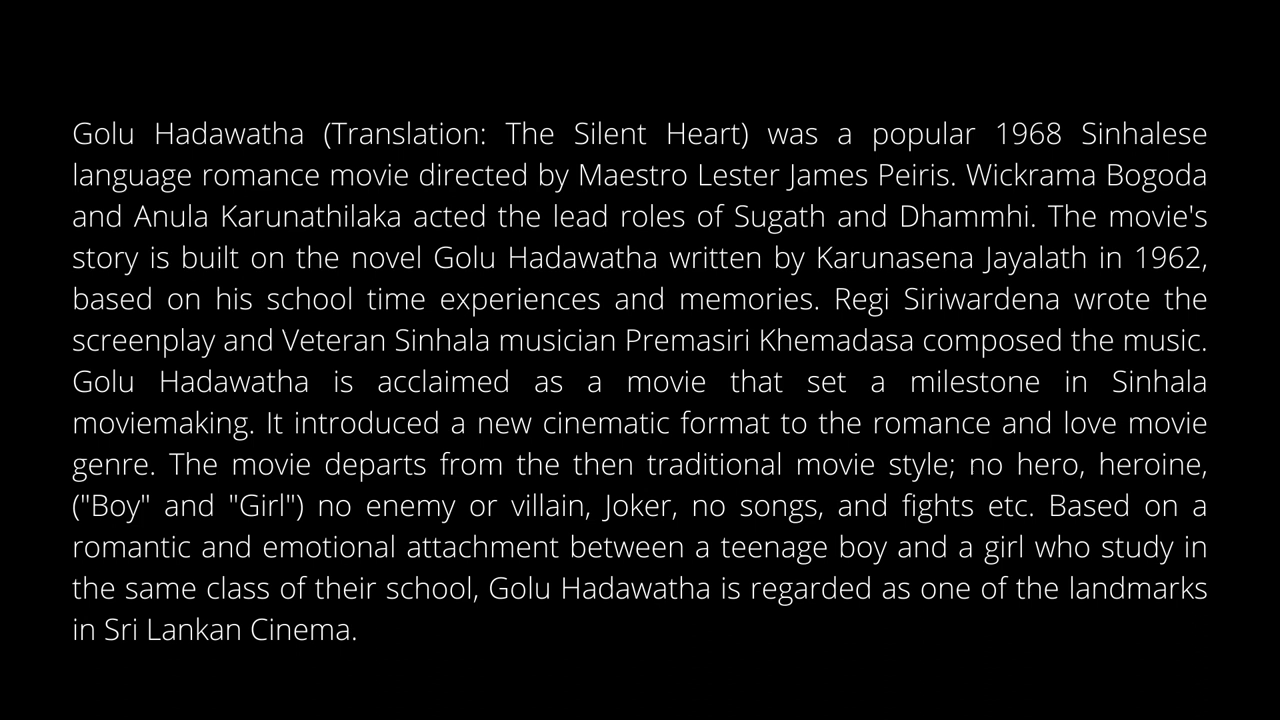 Golu Hadawatha (Translation: The Silent Heart) was a popular 1968 Sinhalese
language romance movie directed by Maestro Lester James Peiris. Wickrama Bogoda
and Anula Karunathilaka acted the lead roles of Sugath and Dhammhi. The movie's
story is built on the novel Golu Hadawatha written by Karunasena Jayalath in 1962,
based on his school time experiences and memories. Regi Siriwardena wrote the
screenplay and Veteran Sinhala musician Premasiri Khemadasa composed the music.
Golu Hadawatha is acclaimed as a movie that set a milestone in Sinhala
moviemaking. It introduced a new cinematic format to the romance and love movie
genre. The movie departs from the then traditional movie style; no hero, heroine,
("Boy" and "Girl") no enemy or villain, Joker, no songs, and fights etc. Based on a
romantic and emotional attachment between a teenage boy and a girl who study in
the same class of their school, Golu Hadawatha is regarded as one of the landmarks
in Sri Lankan Cinema.